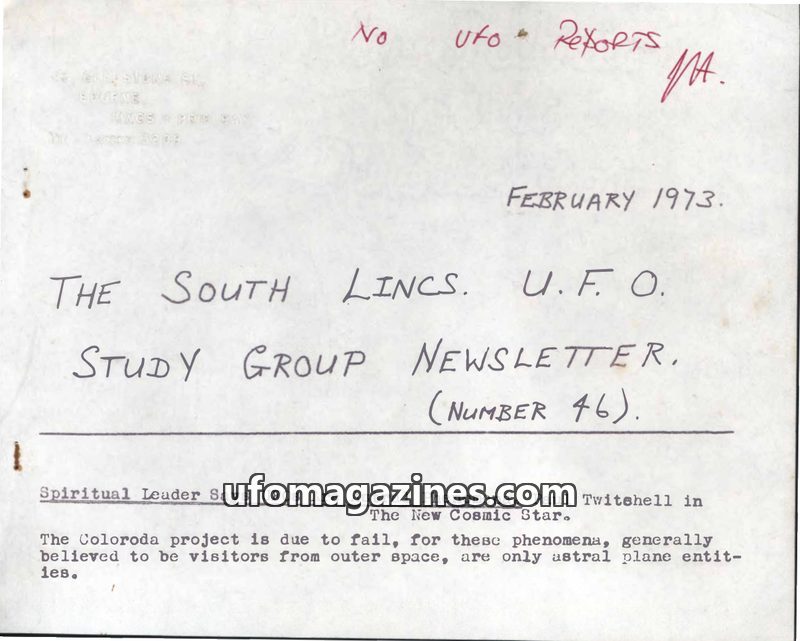 No UFO Reports
JH.
FEBRUARY 1973.
THE SOUTH LINCS. U.F.O.
STUDY GROUP NEWSLETTER.
(NUMBER 46).
Spiritual Leader ufomagazines.com Twitshell in
The New Cosmic Star.
The Coloroda project is due to fail, for these phenomena, generally
believed to be visitors from outer space, are only astral plane entit-
ies.